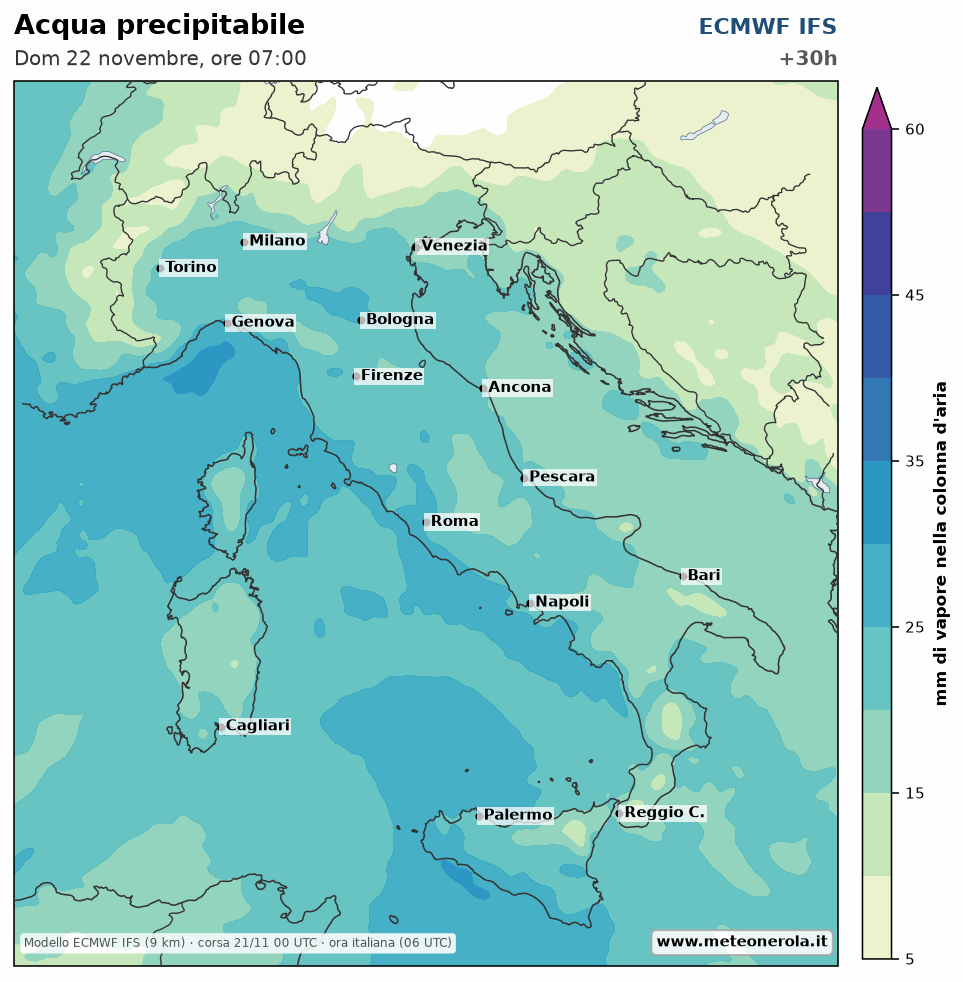 Acqua precipitabile
ECMWF IFS
Dom 22 novembre, ore 07:00
+30h
Milano
Venezia
Torino
Genova
Bologna
Firenze
Ancona
Pescara
Roma
Bari
Napoli
Cagliari
Palermo
Reggio C.
60
45
35
25
15
5
mm di vapore nella colonna d'aria
Modello ECMWF IFS (9 km) · corsa 21/11 00 UTC · ora italiana (06 UTC)
www.meteonerola.it